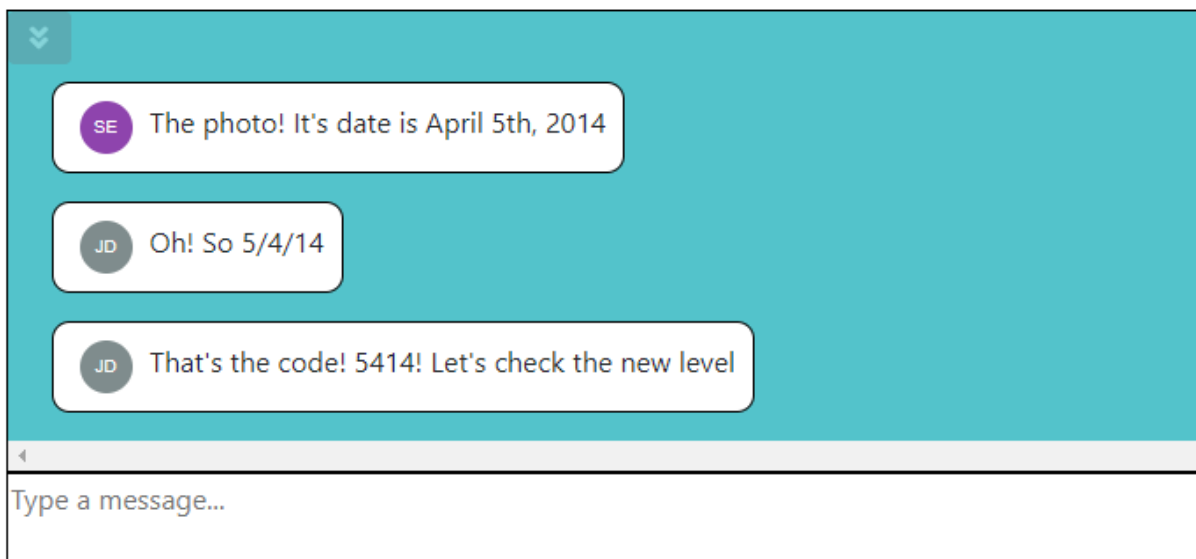 SE The photo! It's date is April 5th, 2014
JD Oh! So 5/4/14
JD That's the code! 5414! Let's check the new level
Type a message...